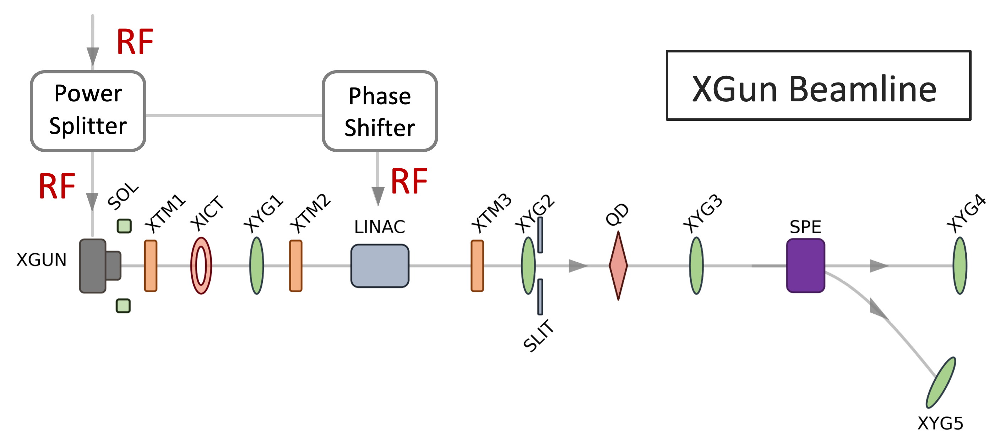 RF
Power
Splitter
Phase
Shifter
XGun Beamline
RF
RF
SOL
XTM1
XICT
XYG1
XTM2
LINAC
XTM3
XYG2
QD
XYG3
SPE
XYG4
XGUN
SLIT
XYG5